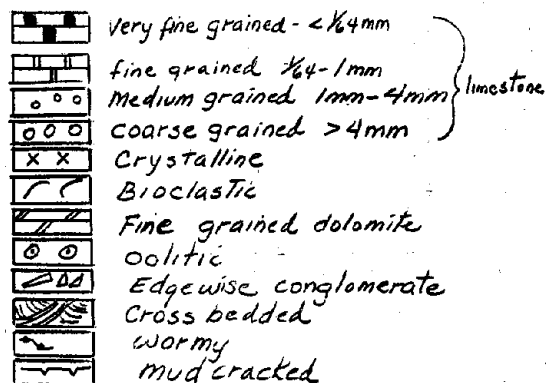 Very fine grained - < 1/64mm
fine grained 1/64-1mm
Medium grained 1mm-4mm
limestone
coarse grained >4mm
Crystalline
Bioclastic
Fine grained dolomite
oolitic
Edgewise conglomerate
Cross bedded
wormy
mud cracked